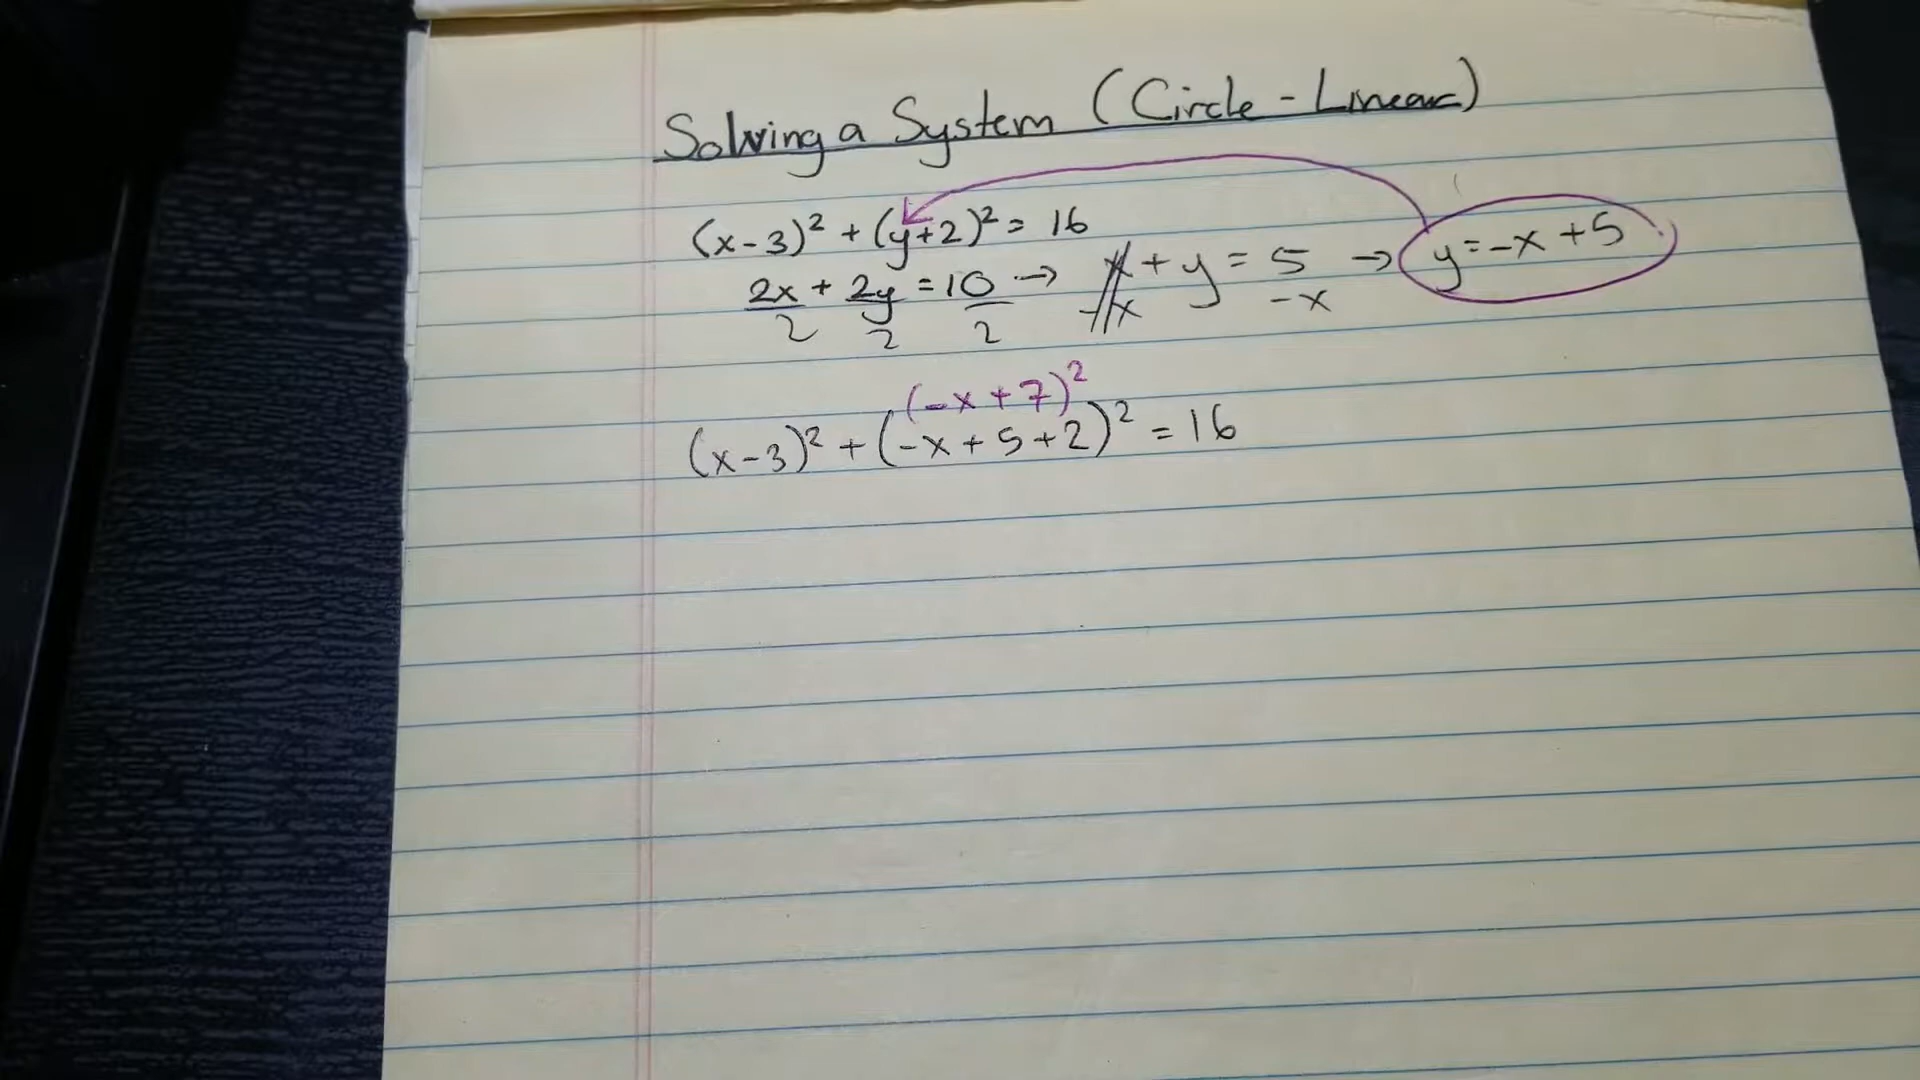 Solving a System (Circle - Linear)
(x-3)² + (y+2)² = 16
2x/2 + 2y/2 = 10/2 → x + y = 5 → y = -x + 5
-x -x
(-x + 7)²
(x-3)² + (-x + 5 + 2)² = 16